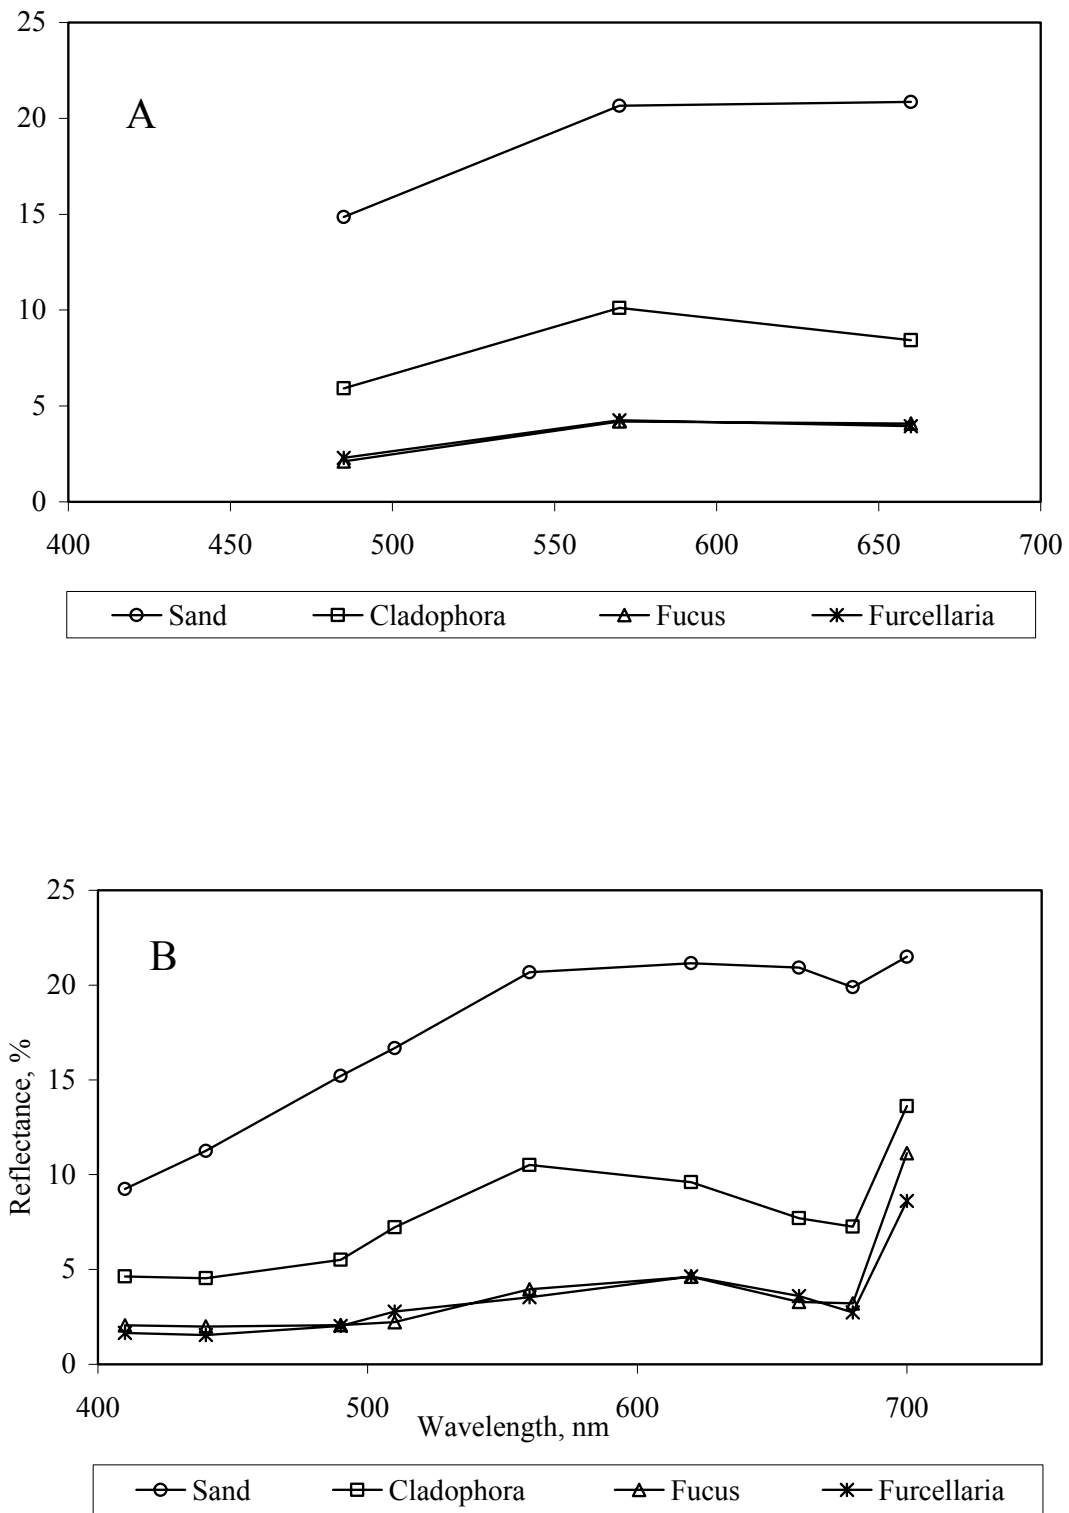 25
A
20
15
10
5
0
400 450 500 550 600 650 700
Sand Cladophora Fucus Furcellaria
25
B
20
15
10
5
0
Reflectance, %
400 500 600 700
Wavelength, nm
Sand Cladophora Fucus Furcellaria